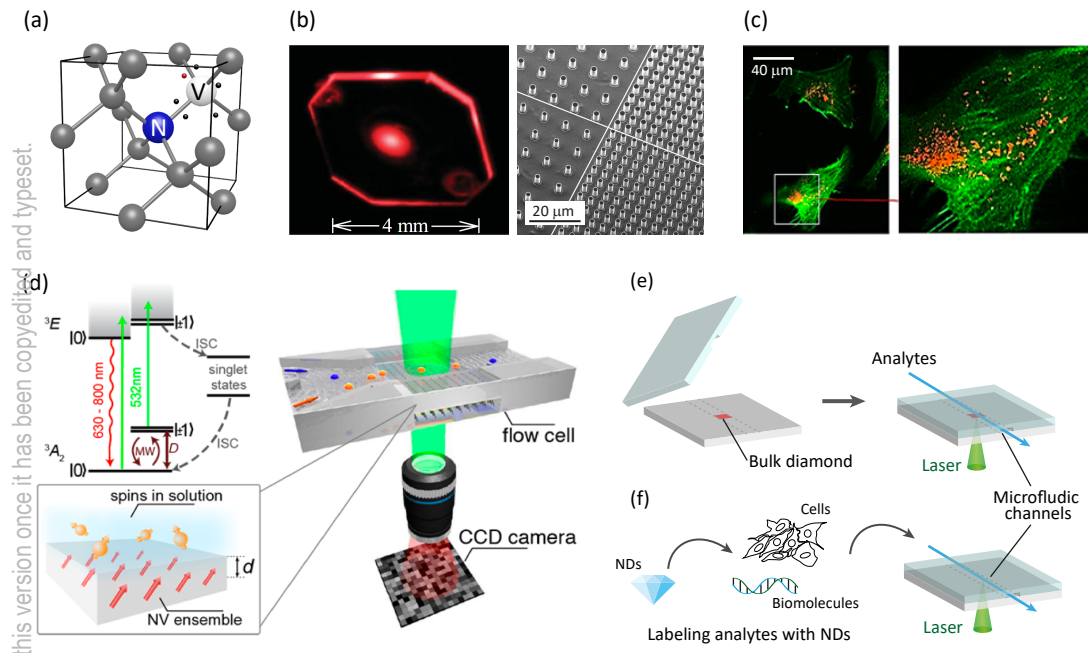 this version once it has been copyedited and typeset.
(a)
V
N
(b)
4 mm
20 μm
(c)
40 μm
(d)
³E
|0⟩
|±1⟩
ISC
singlet
states
630 - 800 nm
532nm
|±1⟩
MW
D
ISC
³A₂
|0⟩
spins in solution
d
NV ensemble
flow cell
CCD camera
(e)
Analytes
Bulk diamond
Laser
Microfludic
channels
(f)
Cells
NDs
Biomolecules
Labeling analytes with NDs
Laser